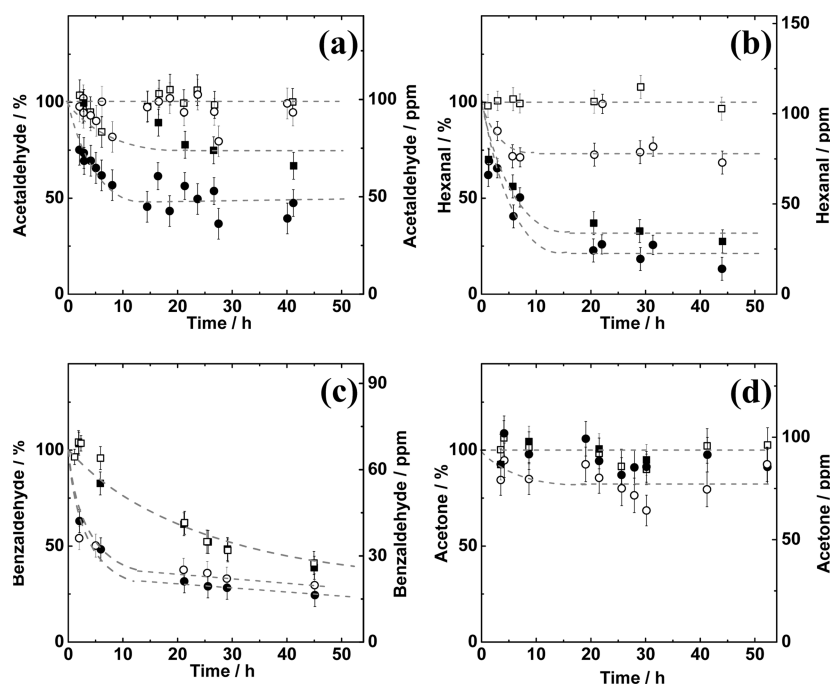 (a)
Acetaldehyde / %
100
50
0
Acetaldehyde / ppm
100
50
0
0 10 20 30 40 50
Time / h
(b)
Hexanal / %
100
50
0
Hexanal / ppm
150
100
50
0
0 10 20 30 40 50
Time / h
(c)
Benzaldehyde / %
100
50
0
Benzaldehyde / ppm
90
60
30
0
0 10 20 30 40 50
Time / h
(d)
Acetone / %
100
50
0
Acetone / ppm
100
50
0
0 10 20 30 40 50
Time / h